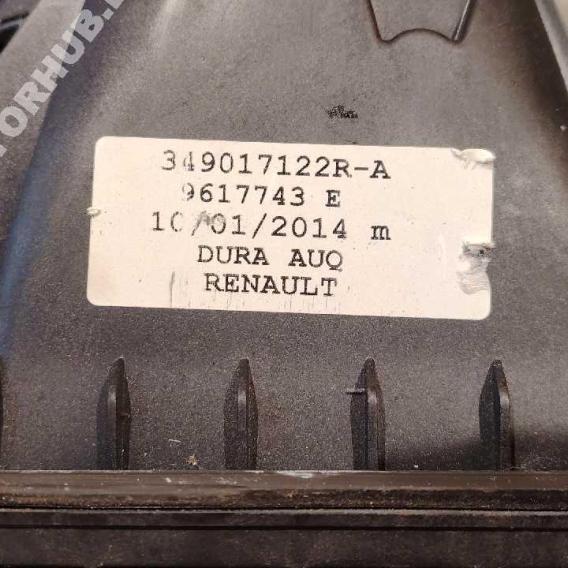 349017122R-A
9617743 E
10/01/2014 m
DURA AUQ
RENAULT